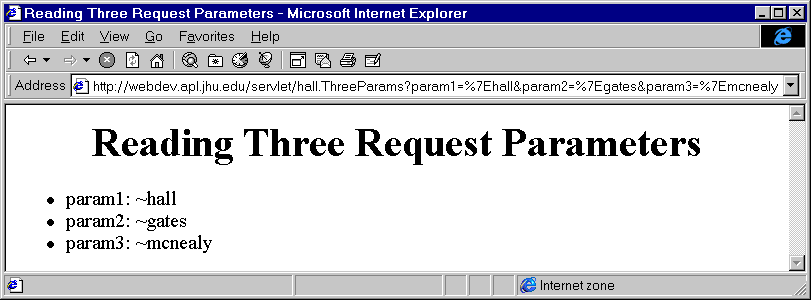 Reading Three Request Parameters - Microsoft Internet Explorer
File Edit View Go Favorites Help
Address http://webdev.apl.jhu.edu/servlet/hall.ThreeParams?param1=%7Ehall&param2=%7Egates&param3=%7Emcnealy
Reading Three Request Parameters
• param1: ~hall
• param2: ~gates
• param3: ~mcnealy
Internet zone